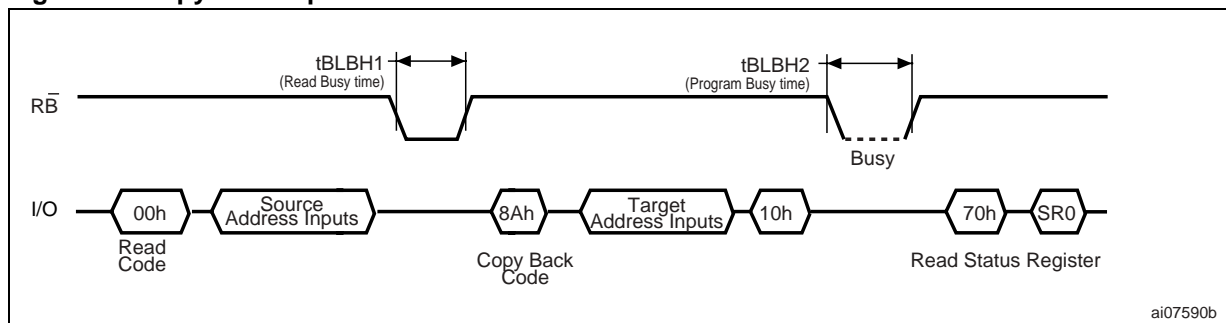 tBLBH1
(Read Busy time)
tBLBH2
(Program Busy time)
RB̅
Busy
I/O
00h
Source
Address Inputs
8Ah
Target
Address Inputs
10h
70h
SR0
Read
Code
Copy Back
Code
Read Status Register
ai07590b